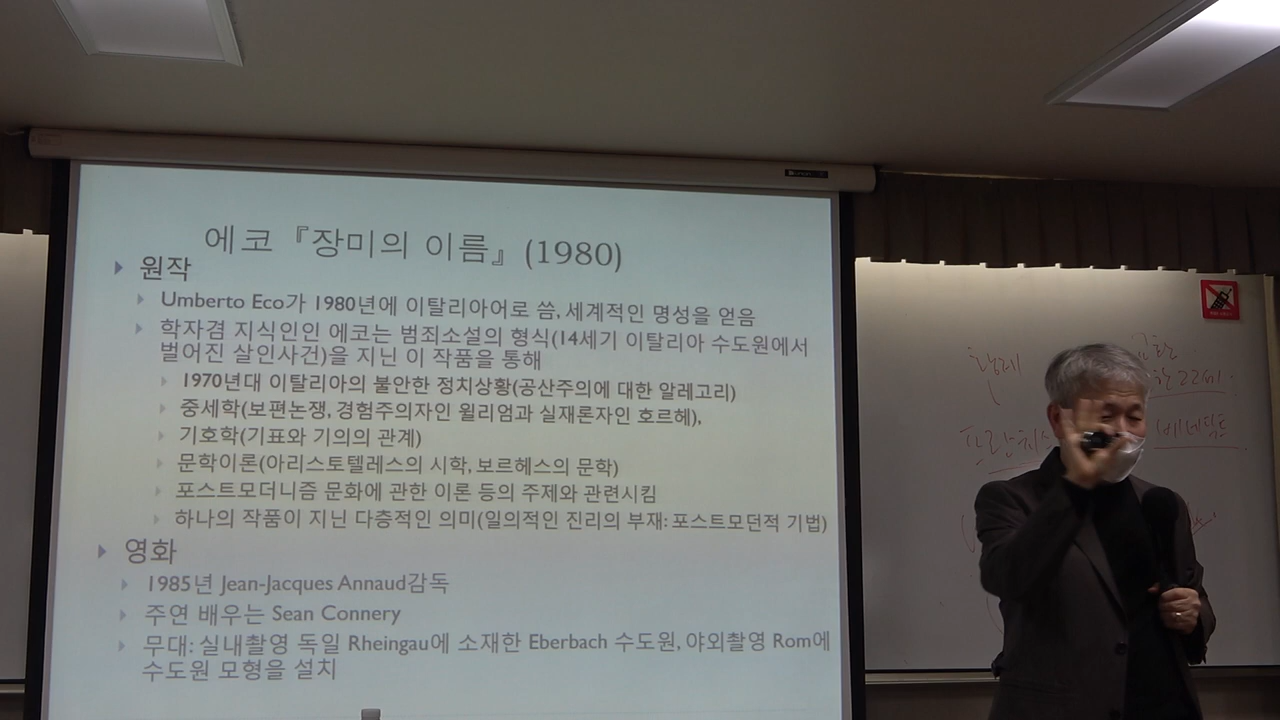 에코『장미의 이름』(1980)
원작
Umberto Eco가 1980년에 이탈리아어로 씀, 세계적인 명성을 얻음
학자겸 지식인인 에코는 범죄소설의 형식(14세기 이탈리아 수도원에서
벌어진 살인사건)을 지닌 이 작품을 통해
1970년대 이탈리아의 불안한 정치상황(공산주의에 대한 알레고리)
중세학(보편논쟁, 경험주의자인 윌리엄과 실재론자인 호르헤),
기호학(기표와 기의의 관계)
문학이론(아리스토텔레스의 시학, 보르헤스의 문학)
포스트모더니즘 문화에 관한 이론 등의 주제와 관련시킴
하나의 작품이 지닌 다층적인 의미(일의적인 진리의 부재: 포스트모던적 기법)
영화
1985년 Jean-Jacques Annaud감독
주연 배우는 Sean Connery
무대: 실내촬영 독일 Rheingau에 소재한 Eberbach 수도원, 야외촬영 Rom에
수도원 모형을 설치
황제
(베네딕트